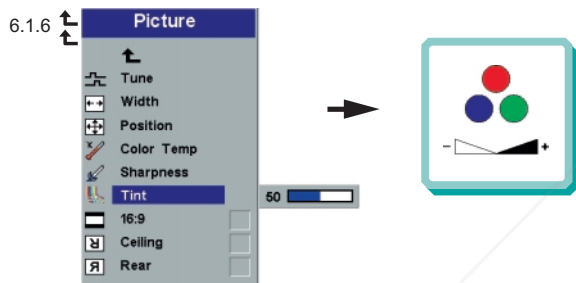 6.1.6
Picture
Tune
Width
Position
Color Temp
Sharpness
Tint 50
16:9
Ceiling
Rear
- +